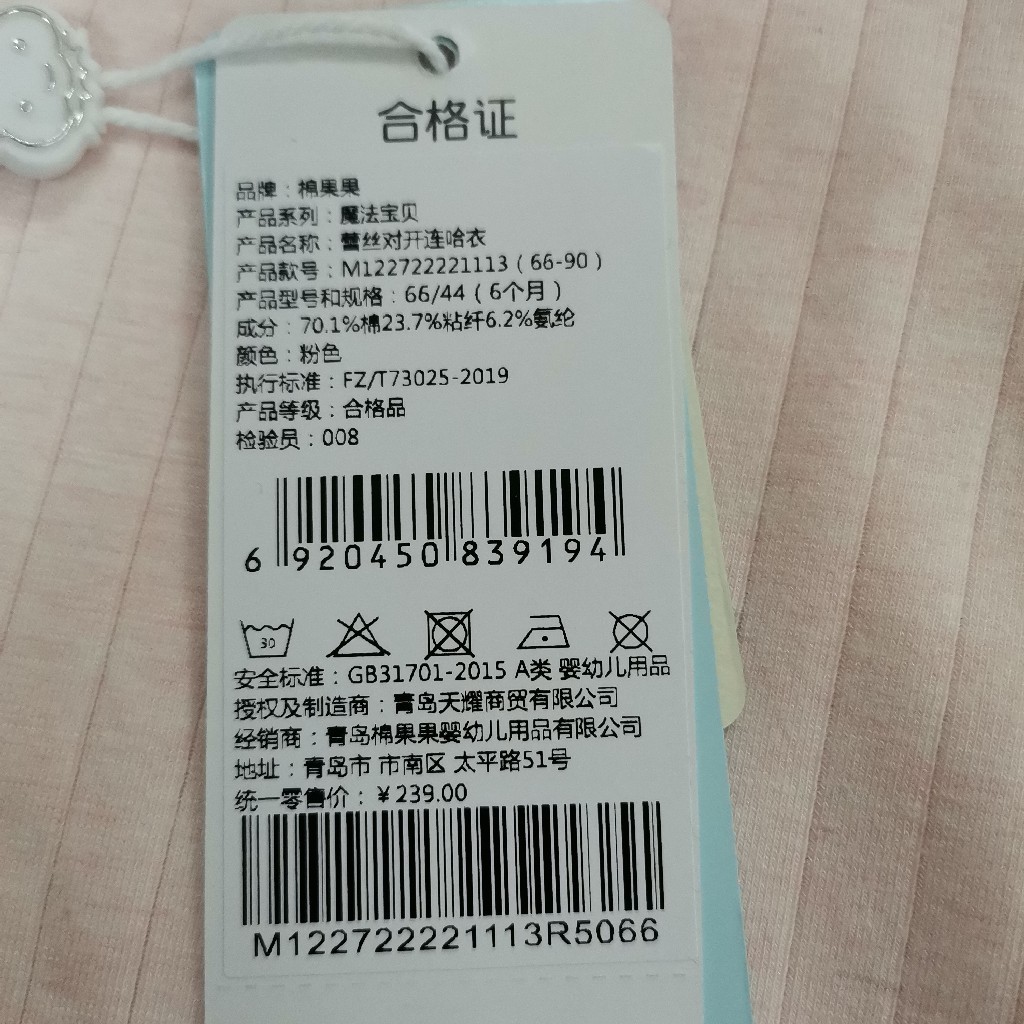 合格证
品牌：棉果果
产品系列：魔法宝贝
产品名称：蕾丝对开连哈衣
产品款号：M122722221113（66-90）
产品型号和规格：66/44（6个月）
成分：70.1%棉23.7%粘纤6.2%氨纶
颜色：粉色
执行标准：FZ/T73025-2019
产品等级：合格品
检验员：008
6 920450 839194
30
安全标准：GB31701-2015 A类 婴幼儿用品
授权及制造商：青岛天耀商贸有限公司
经销商：青岛棉果果婴幼儿用品有限公司
地址：青岛市 市南区 太平路51号
统一零售价：￥239.00
M122722221113R5066